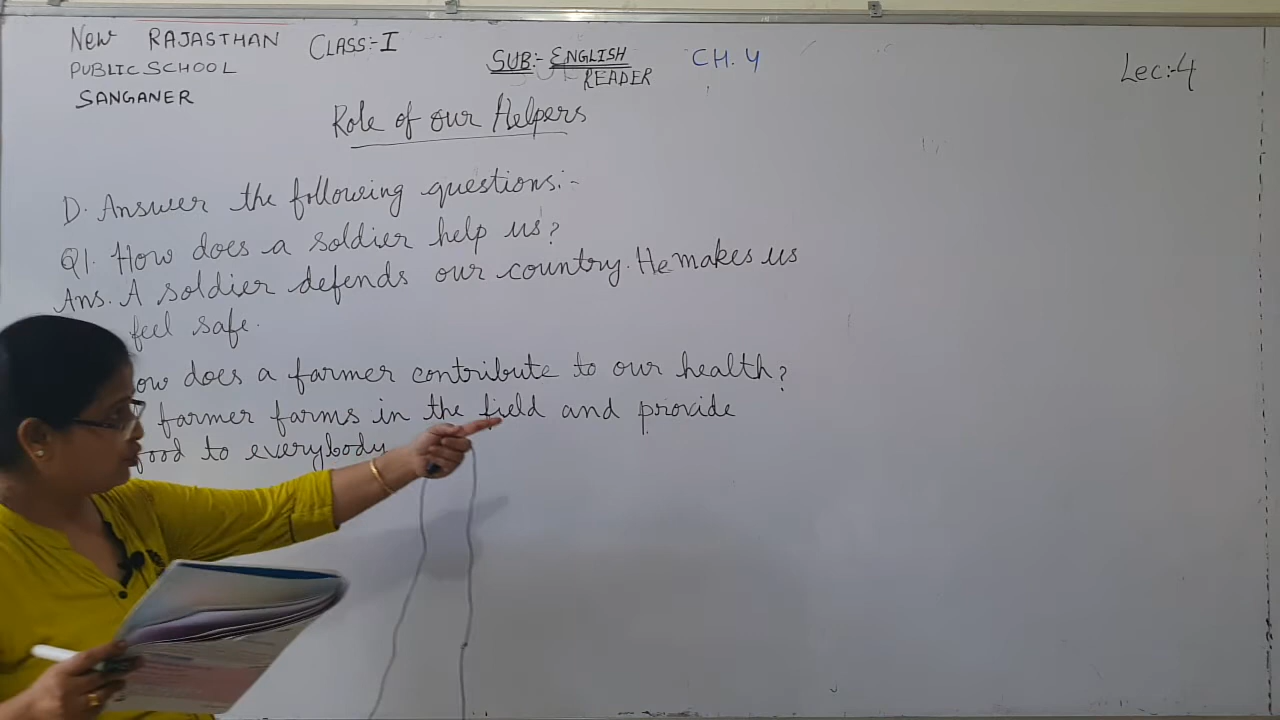 New RAJASTHAN
PUBLIC SCHOOL
SANGANER
CLASS:- I
SUB:- ENGLISH
READER
CH. 4
Lec:- 4
Role of our Helpers
D. Answer the following questions:-
Q1. How does a soldier help us?
Ans. A soldier defends our country. He makes us
feel safe.
ow does a farmer contribute to our health?
farmer farms in the field and provide
food to everybody